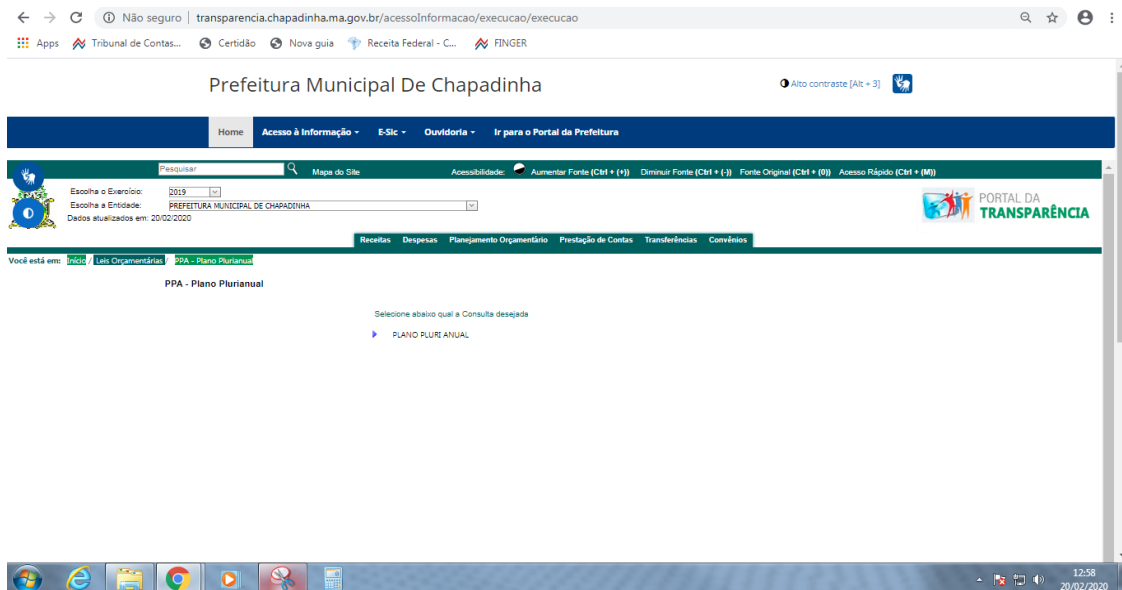 Não seguro | transparencia.chapadinha.ma.gov.br/acessoInformacao/execucao/execucao
Apps Tribunal de Contas... Certidão Nova guia Receita Federal - C... FINGER
Prefeitura Municipal De Chapadinha
Alto contraste [Alt + 3]
Home Acesso à Informação E-Sic Ouvidoria Ir para o Portal da Prefeitura
Pesquisar Mapa do Site Acessibilidade: Aumentar Fonte (Ctrl + (+)) Diminuir Fonte (Ctrl + (-)) Fonte Original (Ctrl + (0)) Acesso Rápido (Ctrl + (M))
Escolha o Exercício: 2019
Escolha a Entidade: PREFEITURA MUNICIPAL DE CHAPADINHA
Dados atualizados em: 20/02/2020
PORTAL DA
TRANSPARÊNCIA
Receitas Despesas Planejamento Orçamentário Prestação de Contas Transferências Convênios
Você está em: Início / Leis Orçamentárias / PPA - Plano Plurianual
PPA - Plano Plurianual
Selecione abaixo qual a Consulta desejada
PLANO PLURI ANUAL
12:58
20/02/2020